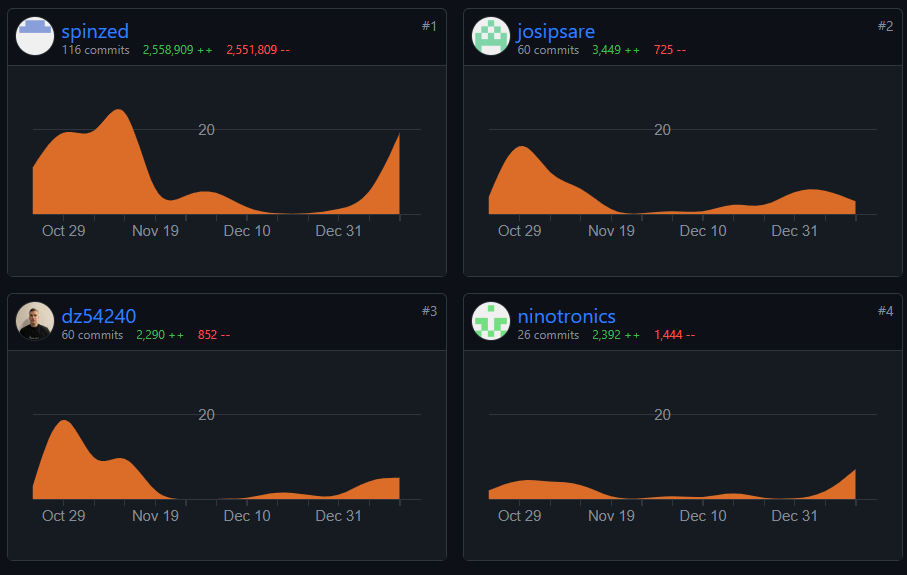 spinzed
#1
116 commits 2,558,909 ++ 2,551,809 --
20
Oct 29 Nov 19 Dec 10 Dec 31
josipsare
#2
60 commits 3,449 ++ 725 --
20
Oct 29 Nov 19 Dec 10 Dec 31
dz54240
#3
60 commits 2,290 ++ 852 --
20
Oct 29 Nov 19 Dec 10 Dec 31
ninotronics
#4
26 commits 2,392 ++ 1,444 --
20
Oct 29 Nov 19 Dec 10 Dec 31